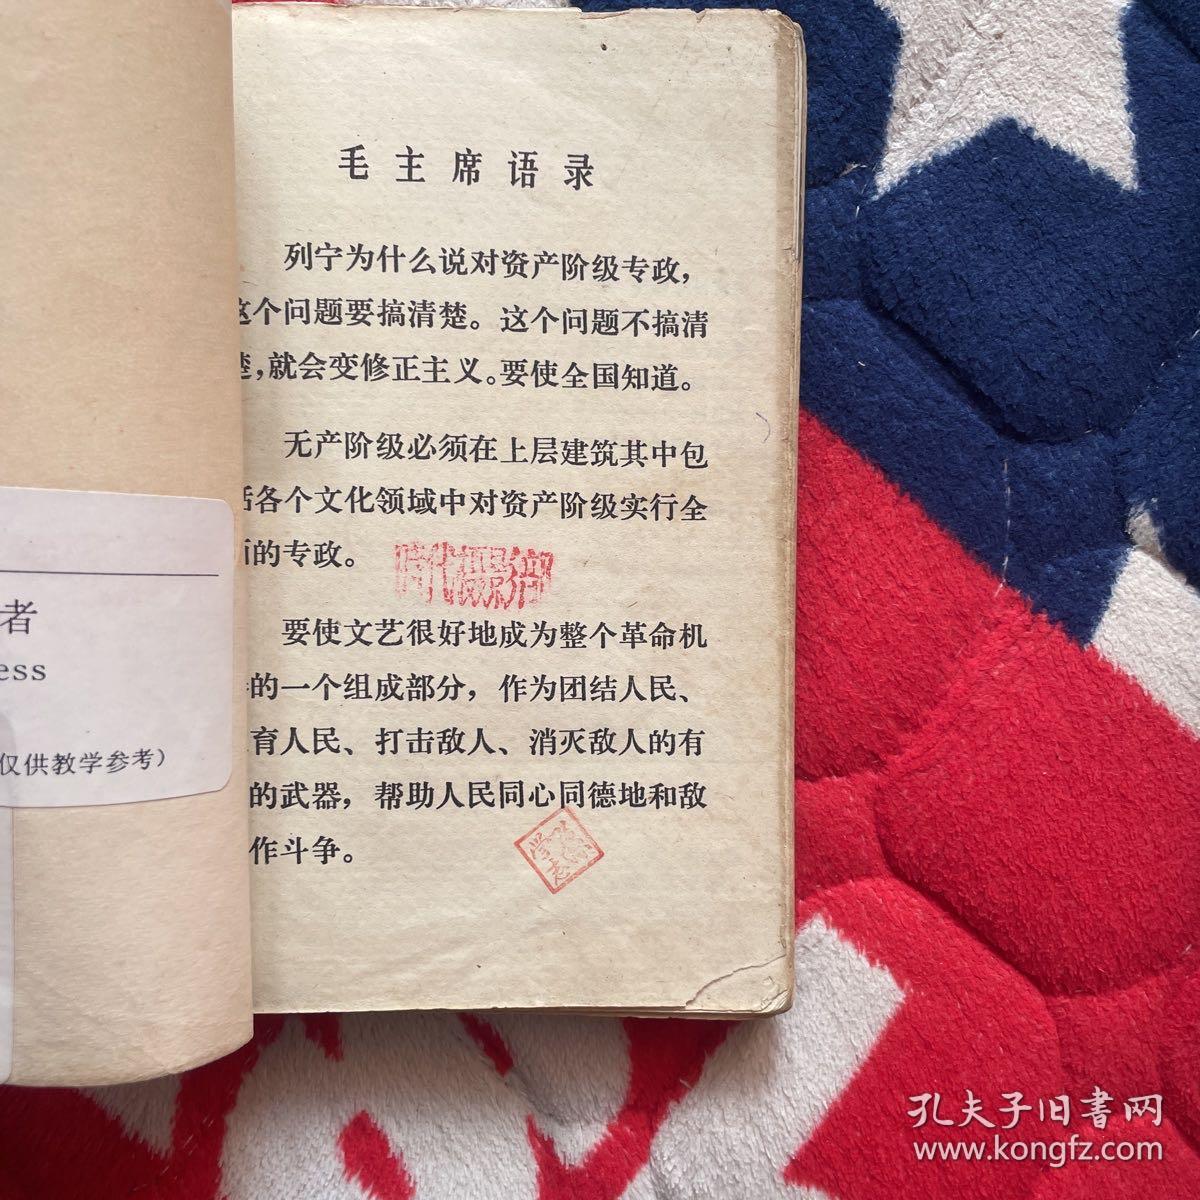 毛主席语录
列宁为什么说对资产阶级专政，
这个问题要搞清楚。这个问题不搞清
楚，就会变修正主义。要使全国知道。
无产阶级必须在上层建筑其中包
括各个文化领域中对资产阶级实行全
面的专政。
要使文艺很好地成为整个革命机
的一个组成部分，作为团结人民、
育人民、打击敌人、消灭敌人的有
的武器，帮助人民同心同德地和敌
作斗争。
者
ess
仅供教学参考）
孔夫子旧書网
www.kongfz.com